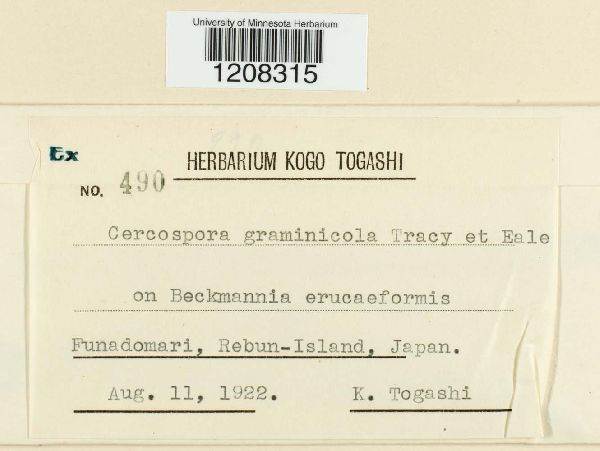 University of Minnesota Herbarium
1208315
Ex HERBARIUM KOGO TOGASHI
NO. 490
Cercospora graminicola Tracy et Eale
on Beckmannia erucaeformis
Funadomari, Rebun-Island, Japan.
Aug. 11, 1922. K. Togashi